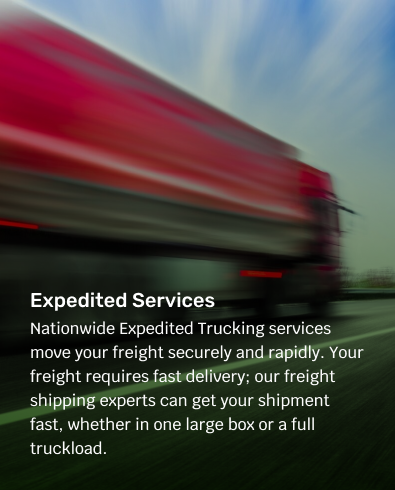 Expedited Services
Nationwide Expedited Trucking services
move your freight securely and rapidly. Your
freight requires fast delivery; our freight
shipping experts can get your shipment
fast, whether in one large box or a full
truckload.